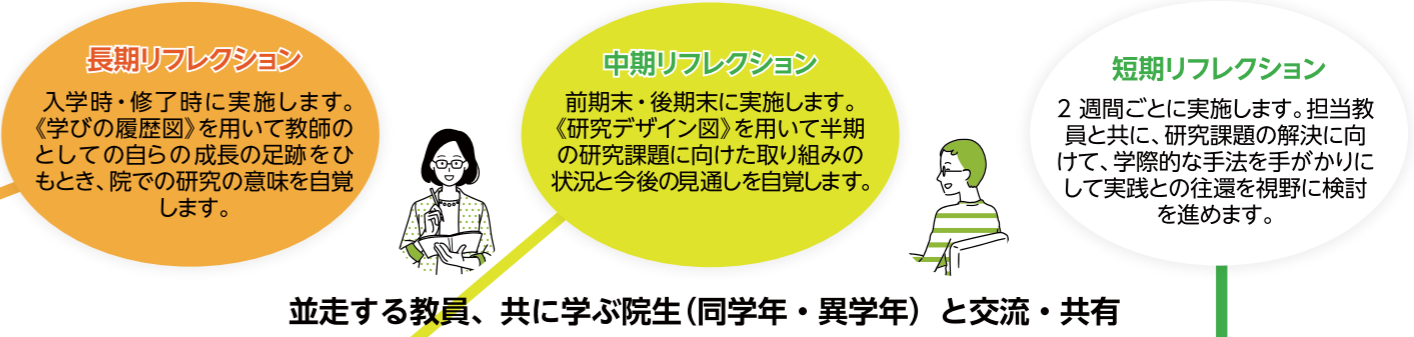 長期リフレクション
入学時・修了時に実施します。
《学びの履歴図》を用いて教師の
としての自らの成長の足跡をひ
もとき、院での研究の意味を自覚
します。
中期リフレクション
前期末・後期末に実施します。
《研究デザイン図》を用いて半期
の研究課題に向けた取り組みの
状況と今後の見通しを自覚します。
短期リフレクション
2 週間ごとに実施します。担当教
員と共に、研究課題の解決に向
けて、学際的な手法を手がかりに
して実践との往還を視野に検討
を進めます。
並走する教員、共に学ぶ院生(同学年・異学年) と交流・共有